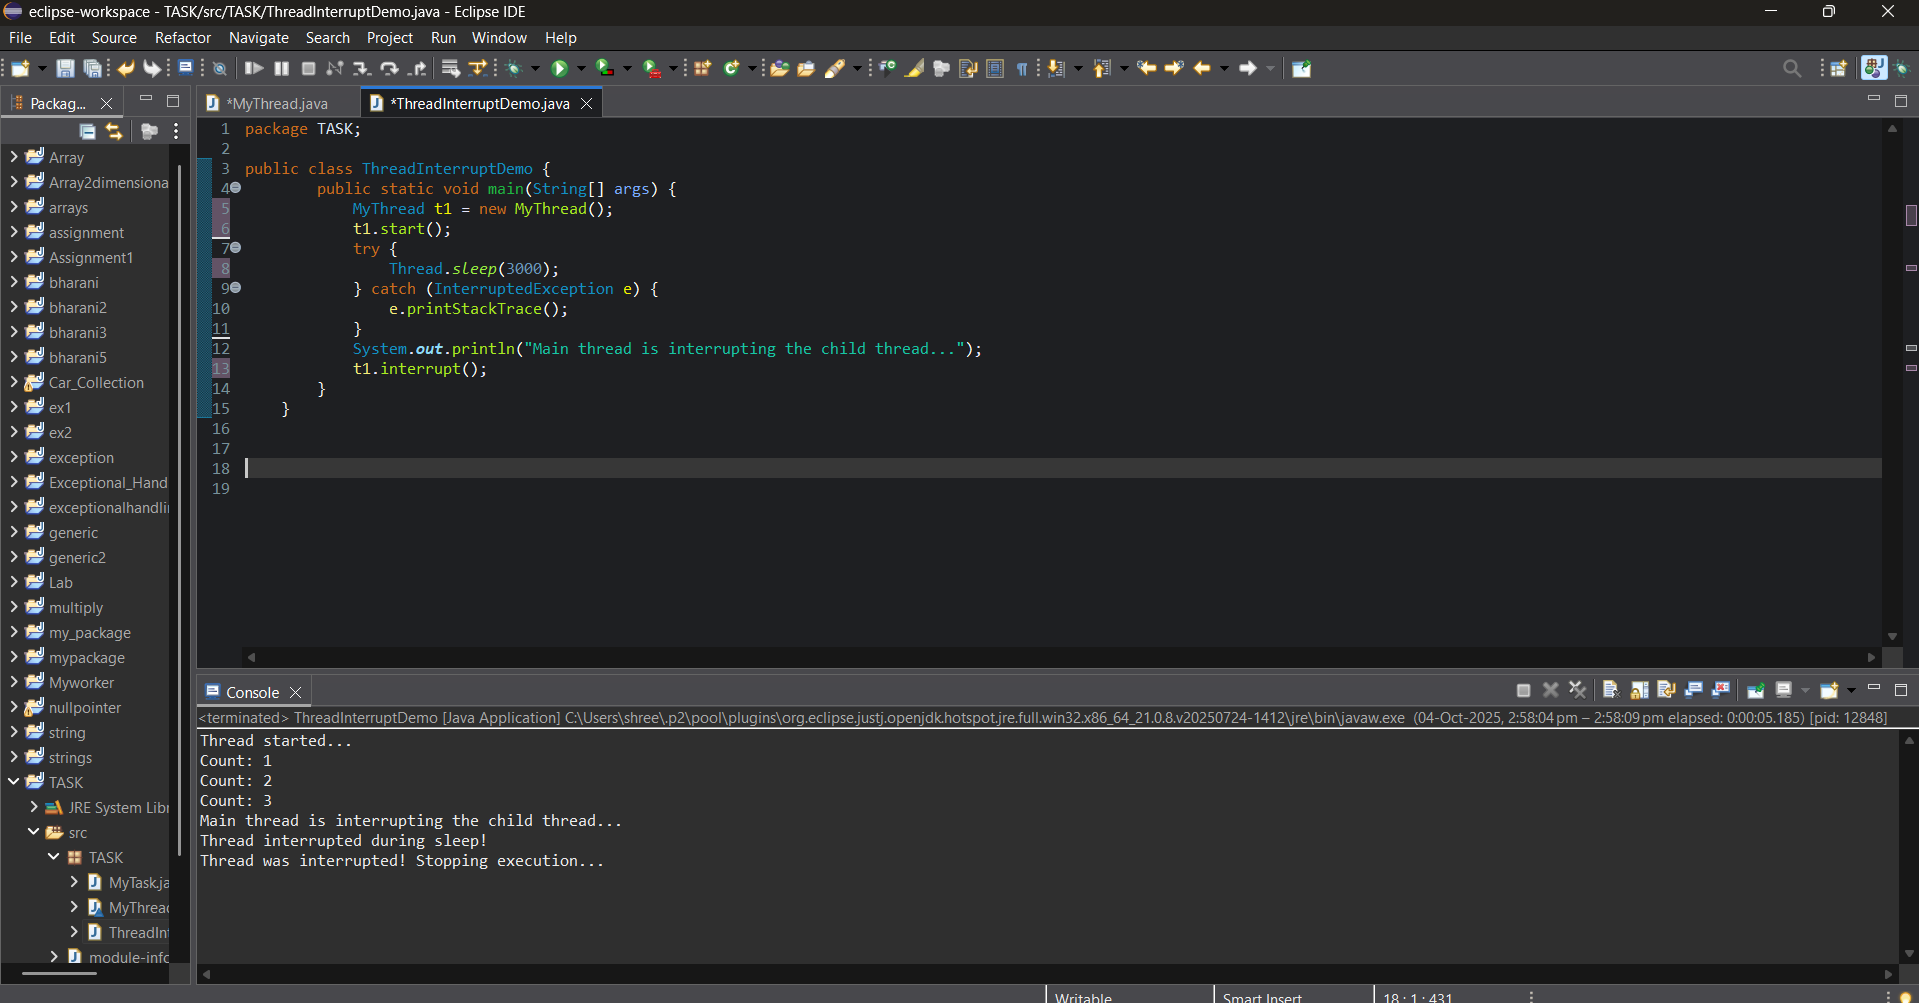 eclipse-workspace - TASK/src/TASK/ThreadInterruptDemo.java - Eclipse IDE
File Edit Source Refactor Navigate Search Project Run Window Help
Packag...
*MyThread.java
*ThreadInterruptDemo.java
Array
Array2dimensiona
arrays
assignment
Assignment1
bharani
bharani2
bharani3
bharani5
Car_Collection
ex1
ex2
exception
Exceptional_Hand
exceptionalhandli
generic
generic2
Lab
multiply
my_package
mypackage
Myworker
nullpointer
string
strings
TASK
JRE System Libr
src
TASK
MyTask.ja
MyThread
ThreadInt
module-info
1 package TASK;
2
3 public class ThreadInterruptDemo {
4 public static void main(String[] args) {
5 MyThread t1 = new MyThread();
6 t1.start();
7 try {
8 Thread.sleep(3000);
9 } catch (InterruptedException e) {
10 e.printStackTrace();
11 }
12 System.out.println("Main thread is interrupting the child thread...");
13 t1.interrupt();
14 }
15 }
16
17
18
19
Console
<terminated> ThreadInterruptDemo [Java Application] C:\Users\shree\.p2\pool\plugins\org.eclipse.justj.openjdk.hotspot.jre.full.win32.x86_64_21.0.8.v20250724-1412\jre\bin\javaw.exe (04-Oct-2025, 2:58:04 pm – 2:58:09 pm elapsed: 0:00:05.185) [pid: 12848]
Thread started...
Count: 1
Count: 2
Count: 3
Main thread is interrupting the child thread...
Thread interrupted during sleep!
Thread was interrupted! Stopping execution...
Writable
Smart Insert
18 : 1 : 431